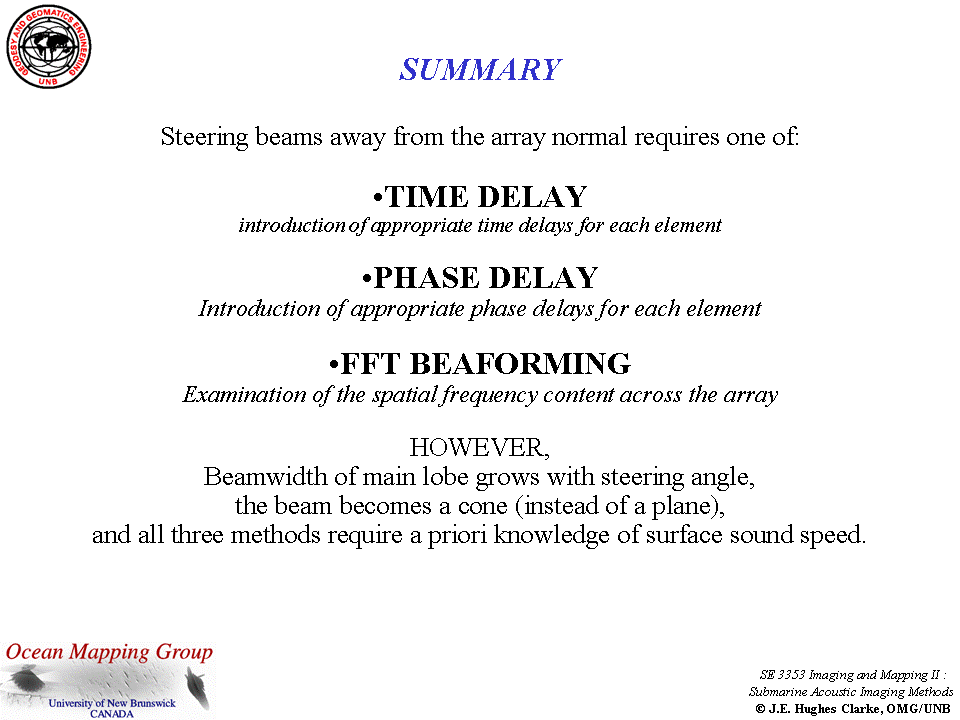 GEODESY AND GEOMATICS ENGINEERING
UNB
SUMMARY
Steering beams away from the array normal requires one of:
•TIME DELAY
introduction of appropriate time delays for each element
•PHASE DELAY
Introduction of appropriate phase delays for each element
•FFT BEAFORMING
Examination of the spatial frequency content across the array
HOWEVER,
Beamwidth of main lobe grows with steering angle,
the beam becomes a cone (instead of a plane),
and all three methods require a priori knowledge of surface sound speed.
Ocean Mapping Group
University of New Brunswick
CANADA
SE 3353 Imaging and Mapping II :
Submarine Acoustic Imaging Methods
© J.E. Hughes Clarke, OMG/UNB